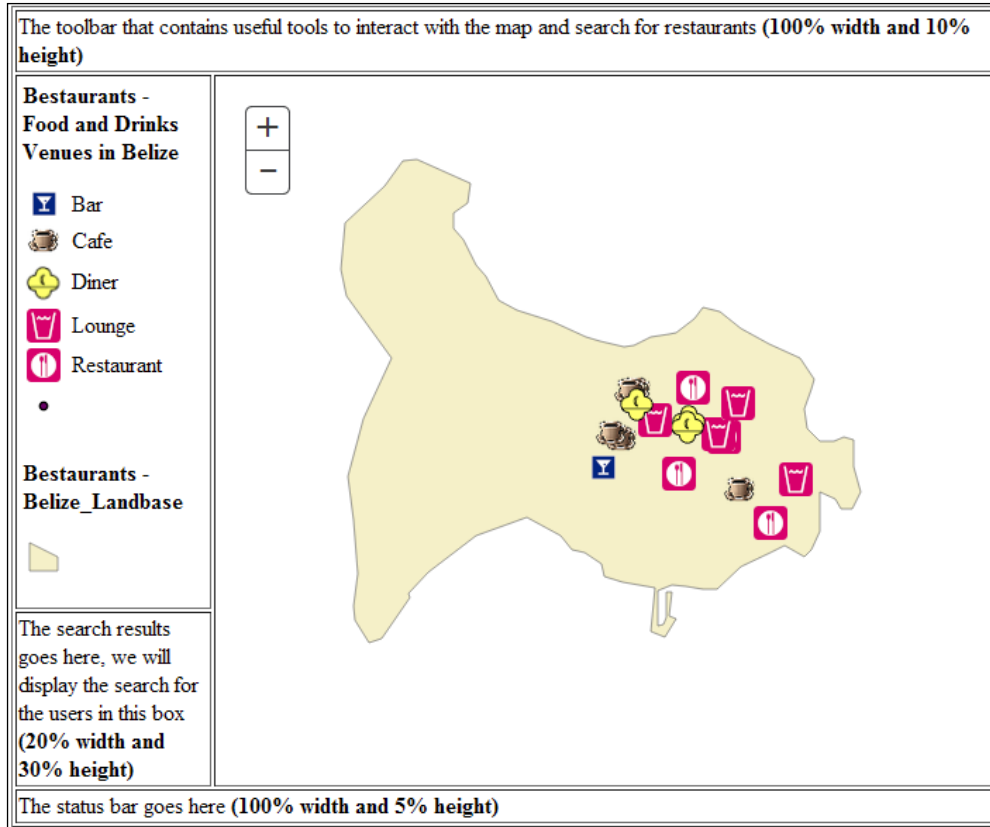 The toolbar that contains useful tools to interact with the map and search for restaurants (100% width and 10%
height)
Bestaurants -
Food and Drinks
Venues in Belize
Bar
Cafe
Diner
Lounge
Restaurant
Bestaurants -
Belize_Landbase
The search results
goes here, we will
display the search for
the users in this box
(20% width and
30% height)
+
−
The status bar goes here (100% width and 5% height)